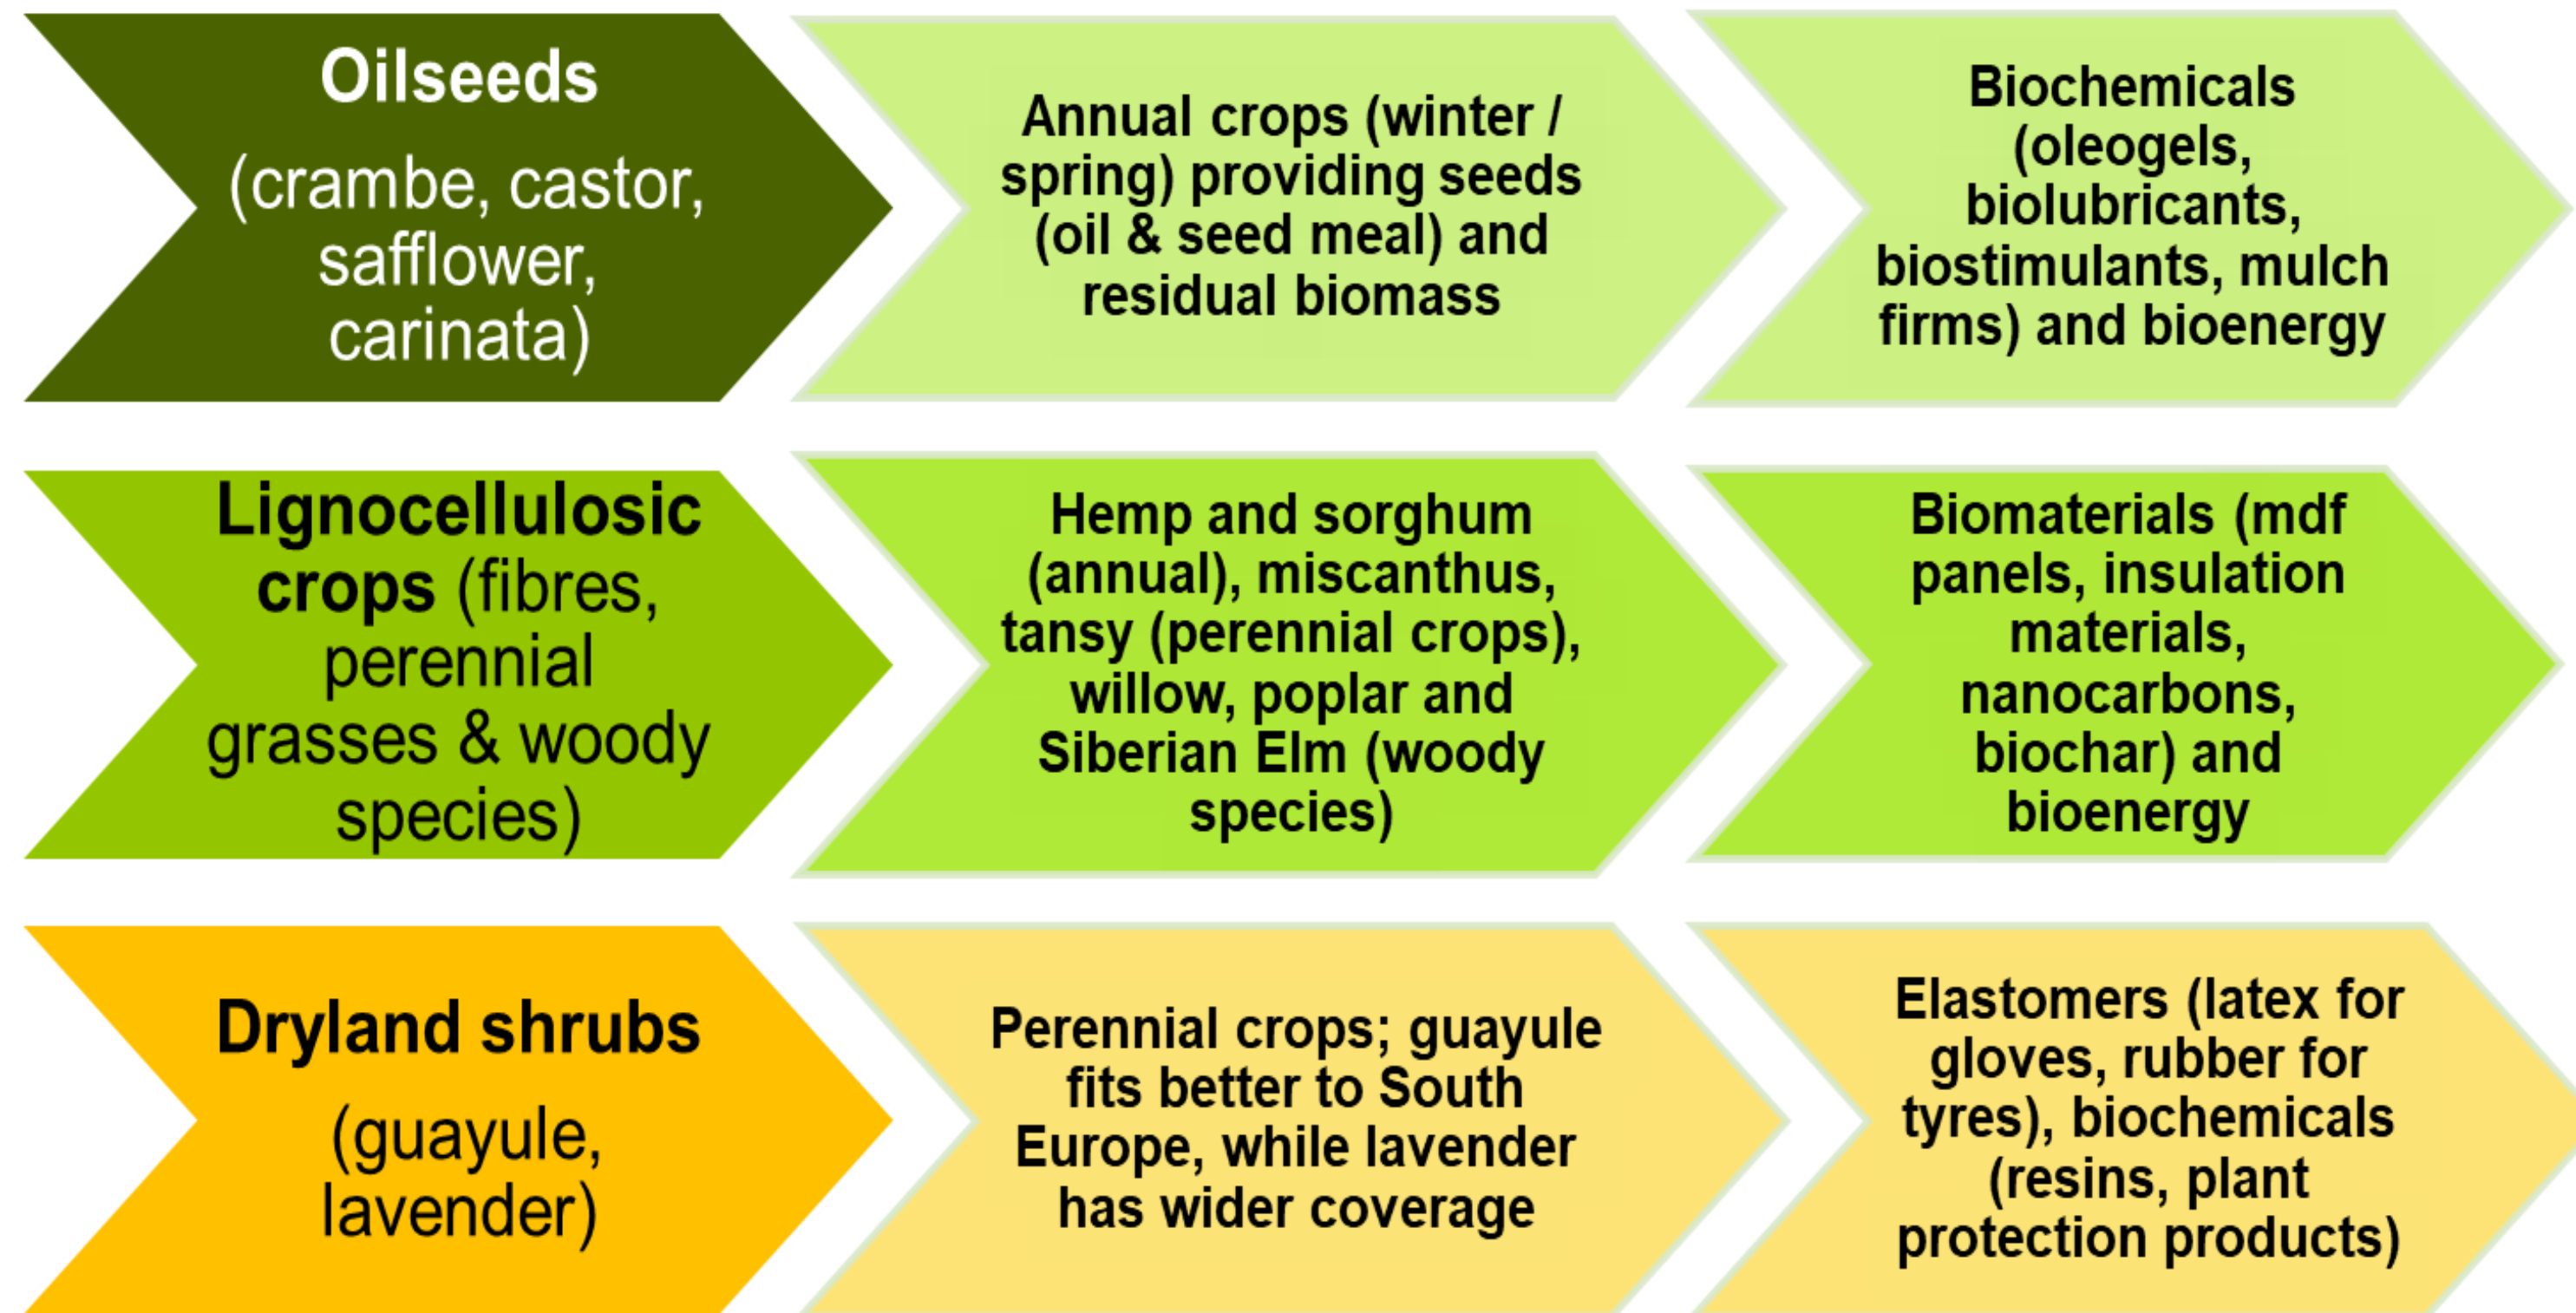 Oilseeds
(crambe, castor,
safflower,
carinata)
Annual crops (winter /
spring) providing seeds
(oil & seed meal) and
residual biomass
Biochemicals
(oleogels,
biolubricants,
biostimulants, mulch
firms) and bioenergy
Lignocellulosic
crops (fibres,
perennial
grasses & woody
species)
Hemp and sorghum
(annual), miscanthus,
tansy (perennial crops),
willow, poplar and
Siberian Elm (woody
species)
Biomaterials (mdf
panels, insulation
materials,
nanocarbons,
biochar) and
bioenergy
Dryland shrubs
(guayule,
lavender)
Perennial crops; guayule
fits better to South
Europe, while lavender
has wider coverage
Elastomers (latex for
gloves, rubber for
tyres), biochemicals
(resins, plant
protection products)